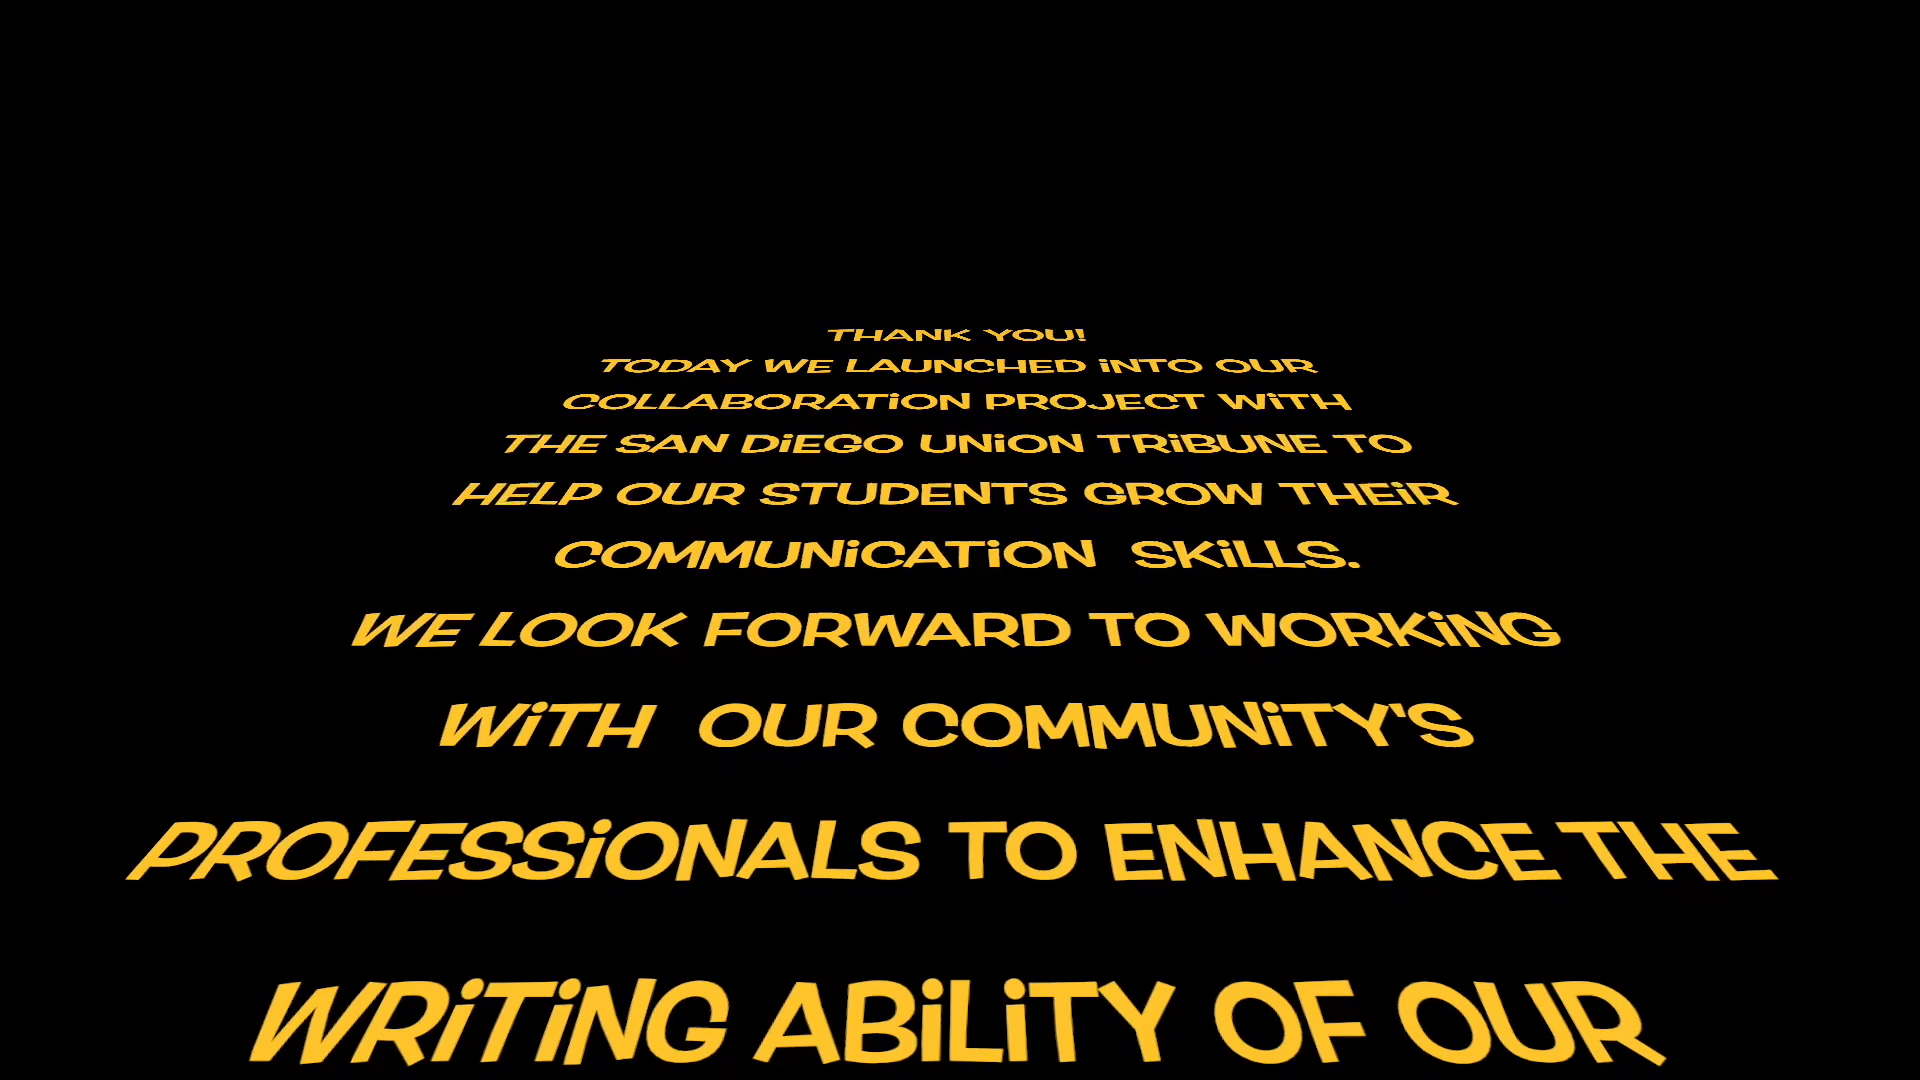 THANK YOU!
TODAY WE LAUNCHED iNTO OUR
COLLABORATiON PROJECT WiTH
THE SAN DiEGO UNiON TRiBUNE TO
HELP OUR STUDENTS GROW THEiR
COMMUNiCATiON SKiLLS.
WE LOOK FORWARD TO WORKiNG
WiTH OUR COMMUNiTY'S
PROFESSiONALS TO ENHANCE THE
WRiTiNG ABiLiTY OF OUR